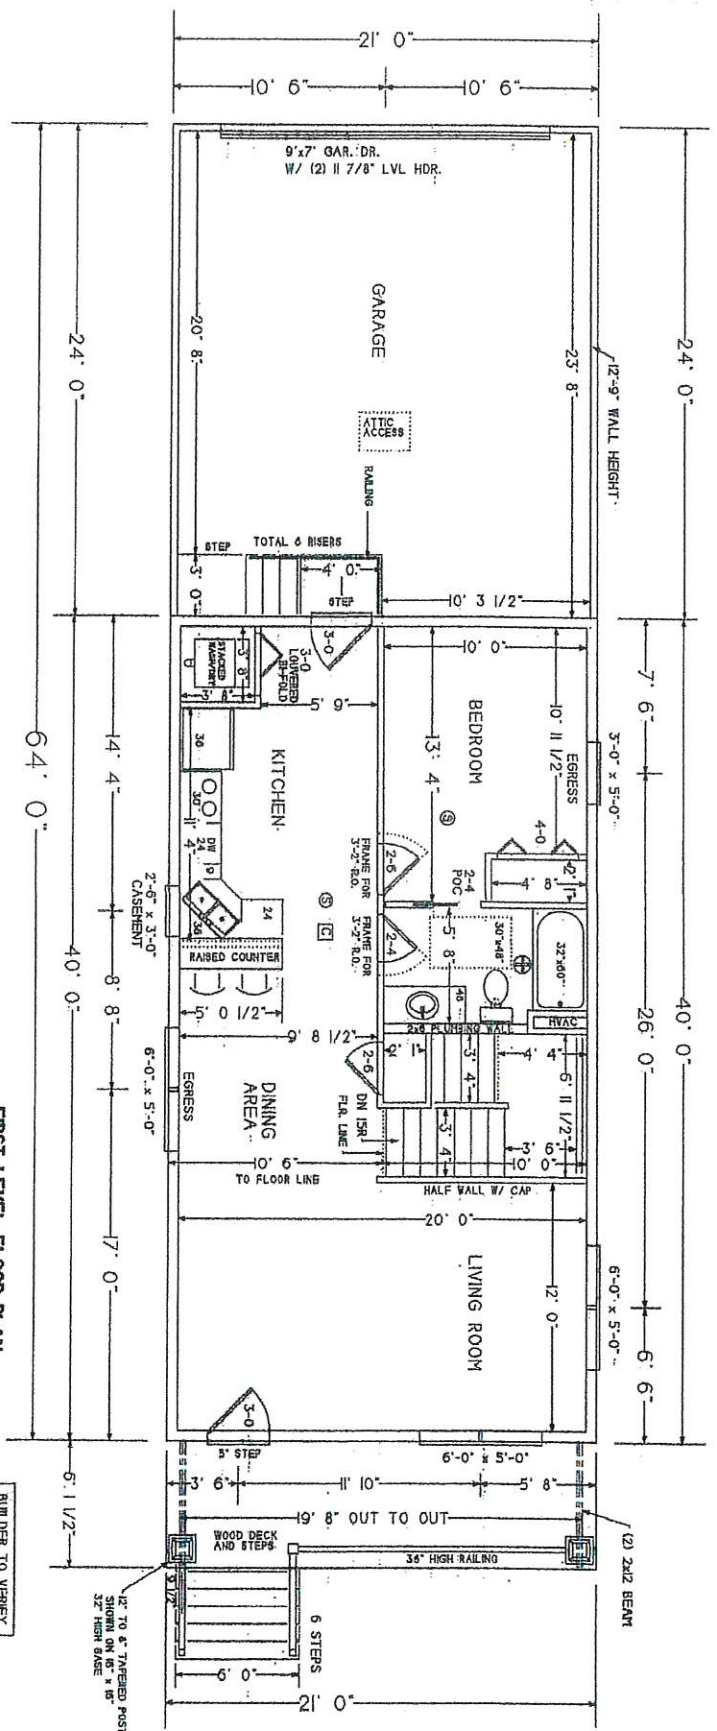 21' 0"
10' 6"
10' 6"
9'x7' GAR. DR.
W/ (2) 11 7/8" LVL HDR.
24' 0"
24' 0"
12'-9" WALL HEIGHT
GARAGE
20' 8"
23' 8"
ATTIC
ACCESS
RAILING
STEP
TOTAL 6 RISERS
3' 0"
4' 0"
STEP
10' 3 1/2"
3-0
3-0
LOUVERED
BI-FOLD
STACKED
WASH/DRY
3' 8"
3' 8"
5' 9"
10' 0"
10' 11 1/2"
7' 6"
3'-0" x 5'-0"
EGRESS
BEDROOM
13' 4"
KITCHEN
14' 4"
36
30
11' 4"
DW
24
9
36
24
FRAME FOR
3'-2" R.O.
2-6
FRAME FOR
3'-2" R.O.
2-4
S
S
C
2-4
POC
4-0
4' 8"
2' 1"
5' 8"
30"x48"
32"x60"
48
HVAC
2x6 PLUMBING WALL
2'-6" x 3'-0"
CASEMENT
RAISED COUNTER
5' 0 1/2"
9' 8 1/2"
8' 8"
40' 0"
64' 0"
26' 0"
40' 0"
2-6
2' 1"
3' 4"
4' 4"
6' 11 1/2"
DN 15R
FLR. LINE
3' 4"
3' 6"
6'-0" x 5'-0"
EGRESS
DINING
AREA
10' 6"
TO FLOOR LINE
10' 0"
HALF WALL W/ CAP
20' 0"
12' 0"
LIVING ROOM
17' 0"
6'-0" x 5'-0"
6' 6"
3-0
5" STEP
6'-0" x 5'-0"
3' 6"
11' 10"
5' 8"
6' 1 1/2"
19' 8" OUT TO OUT
WOOD DECK
AND STEPS
36" HIGH RAILING
(2) 2x12 BEAM
9 1/2"
6 STEPS
6' 0"
21' 0"
12" TO 8" TAPERED POST
SHOWN ON 16" x 16"
32" HIGH BASE
FIRST LEVEL FLOOR PLAN
BUILDER TO VERIFY